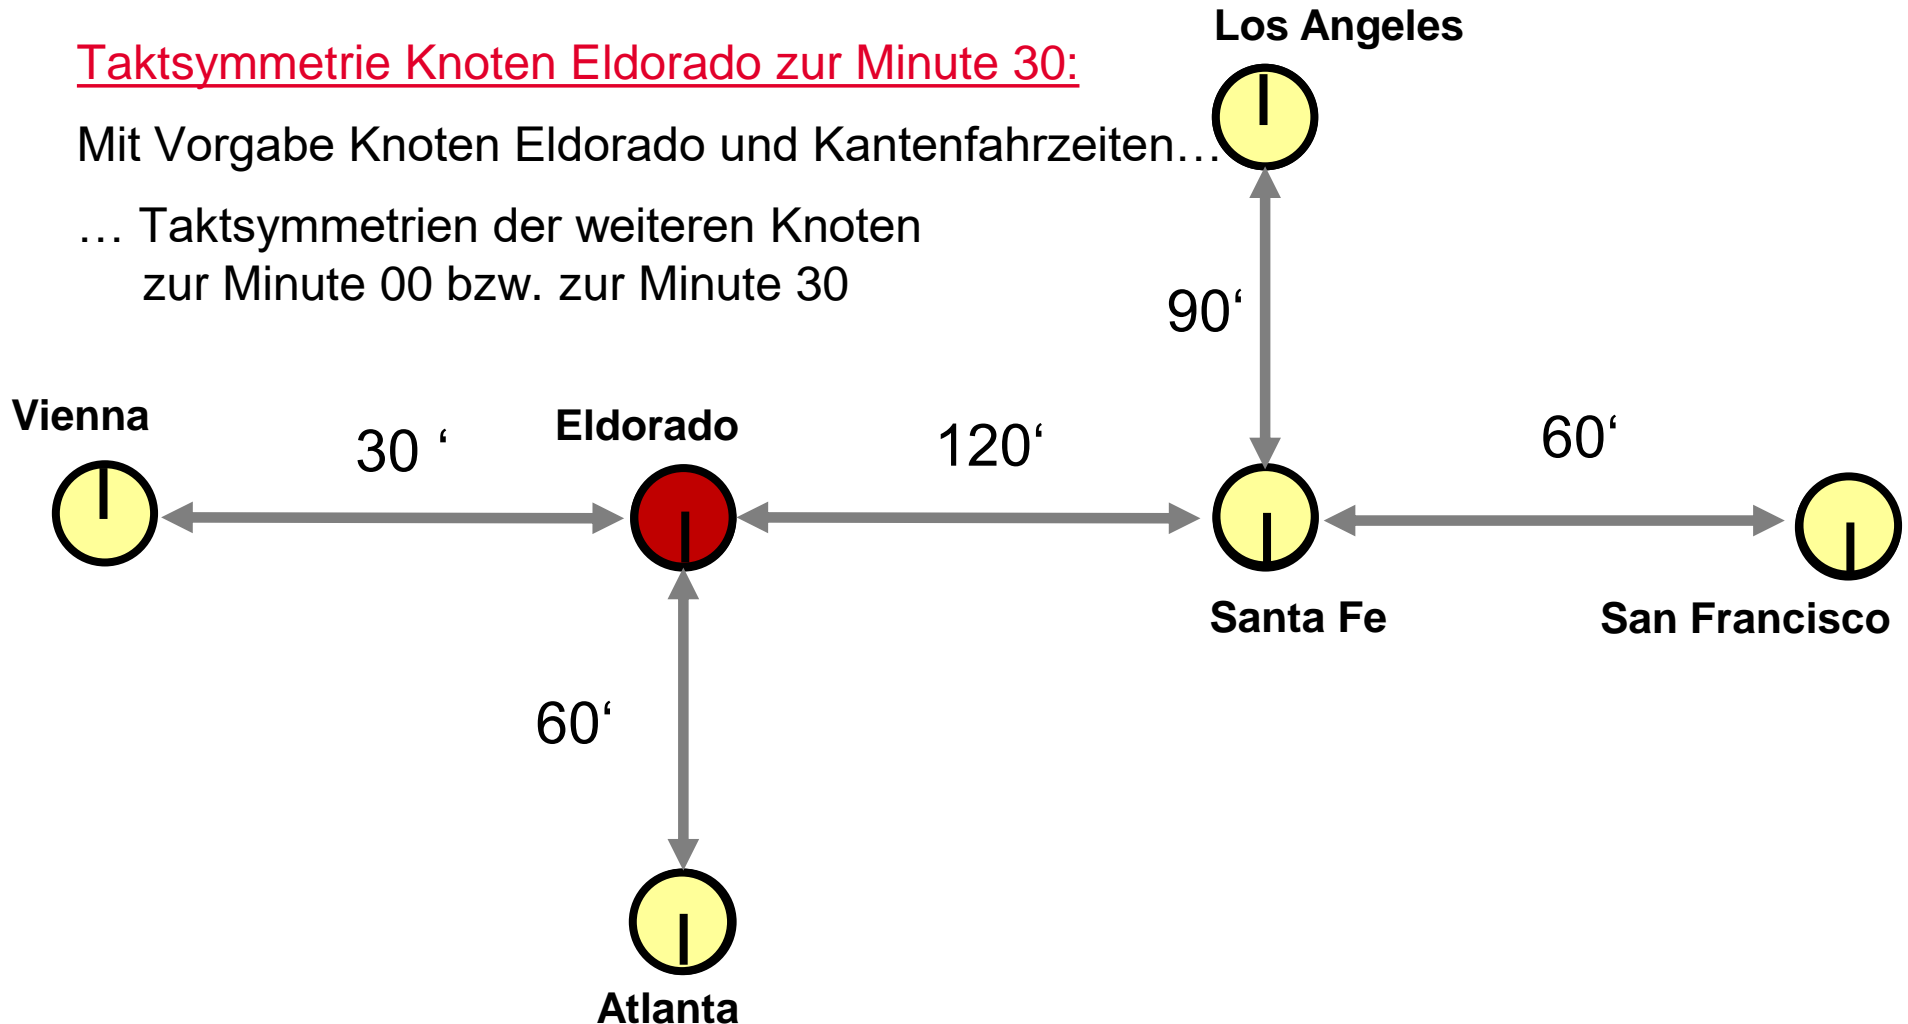 Los Angeles
Taktsymmetrie Knoten Eldorado zur Minute 30:
Mit Vorgabe Knoten Eldorado und Kantenfahrzeiten…
… Taktsymmetrien der weiteren Knoten
zur Minute 00 bzw. zur Minute 30
90‘
Vienna
30 ‘
Eldorado
120‘
60‘
Santa Fe
San Francisco
60‘
Atlanta